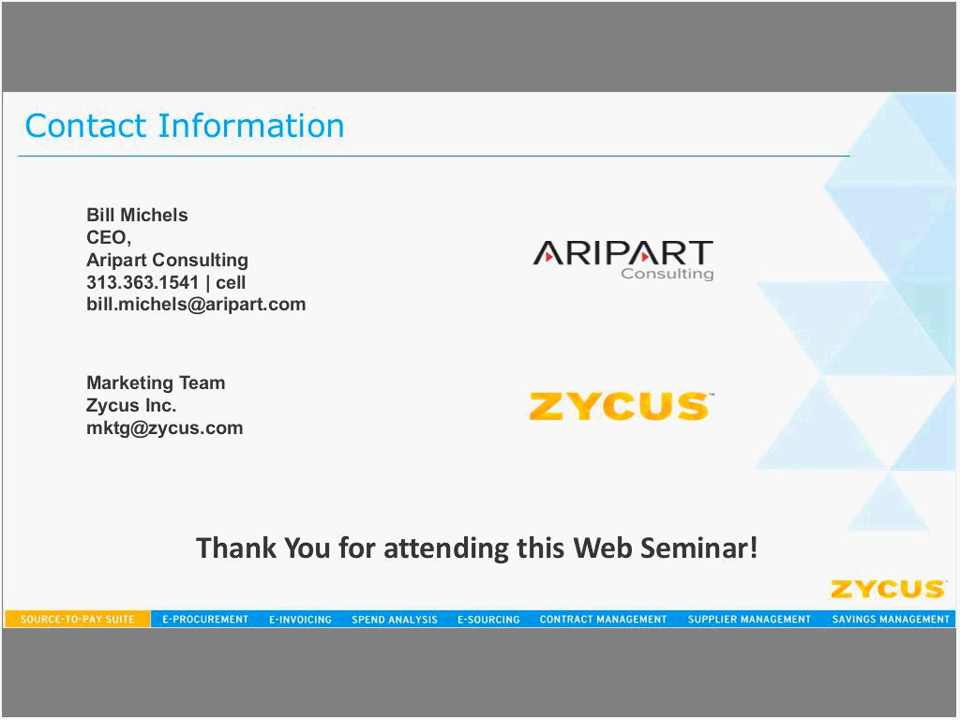 Contact Information
Bill Michels
CEO,
Aripart Consulting
313.363.1541 | cell
bill.michels@aripart.com
ARIPART
Consulting
Marketing Team
Zycus Inc.
mktg@zycus.com
ZYCUS™
Thank You for attending this Web Seminar!
ZYCUS™
SOURCE-TO-PAY SUITE E-PROCUREMENT E-INVOICING SPEND ANALYSIS E-SOURCING CONTRACT MANAGEMENT SUPPLIER MANAGEMENT SAVINGS MANAGEMENT